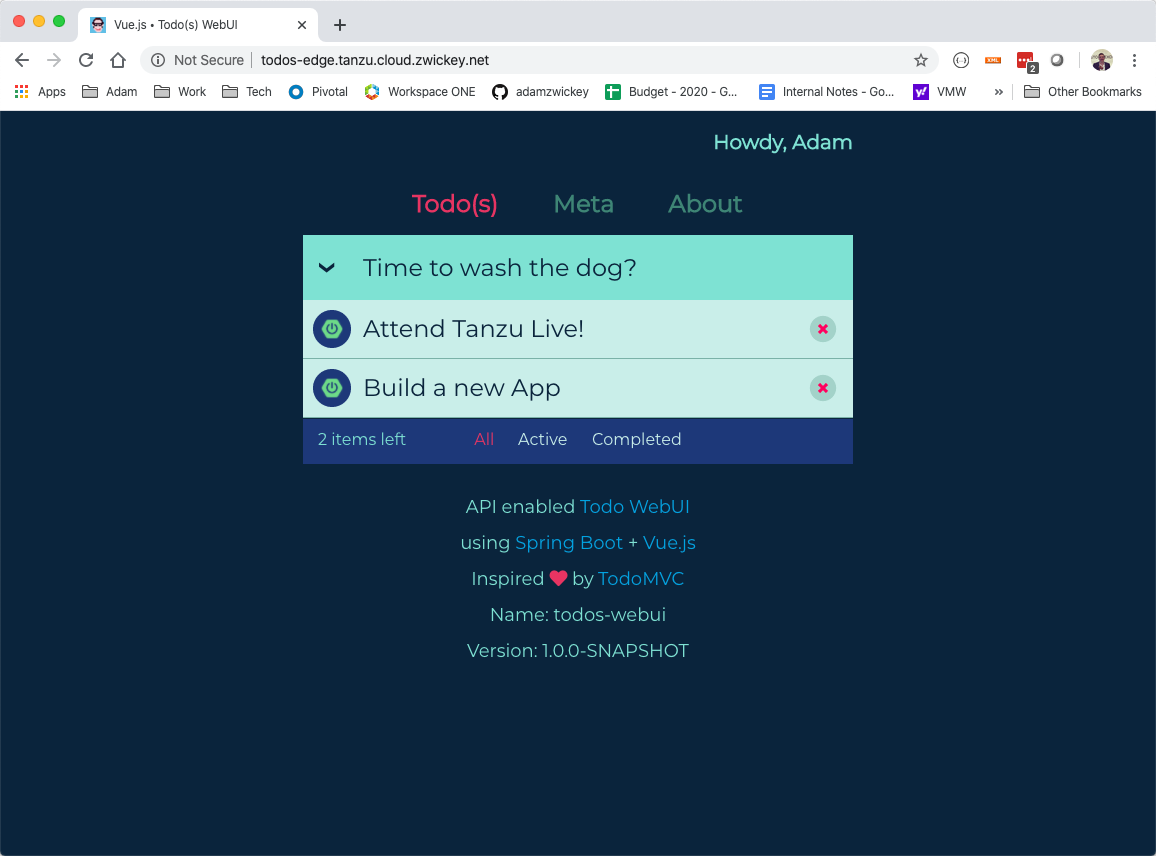 Vue.js • Todo(s) WebUI
Not Secure todos-edge.tanzu.cloud.zwickey.net
XML
2
Apps Adam Work Tech Pivotal Workspace ONE adamzwickey Budget - 2020 - G... Internal Notes - Go... y! VMW » Other Bookmarks
Howdy, Adam
Todo(s) Meta About
Time to wash the dog?
Attend Tanzu Live!
Build a new App
2 items left All Active Completed
API enabled Todo WebUI
using Spring Boot + Vue.js
Inspired ❤ by TodoMVC
Name: todos-webui
Version: 1.0.0-SNAPSHOT